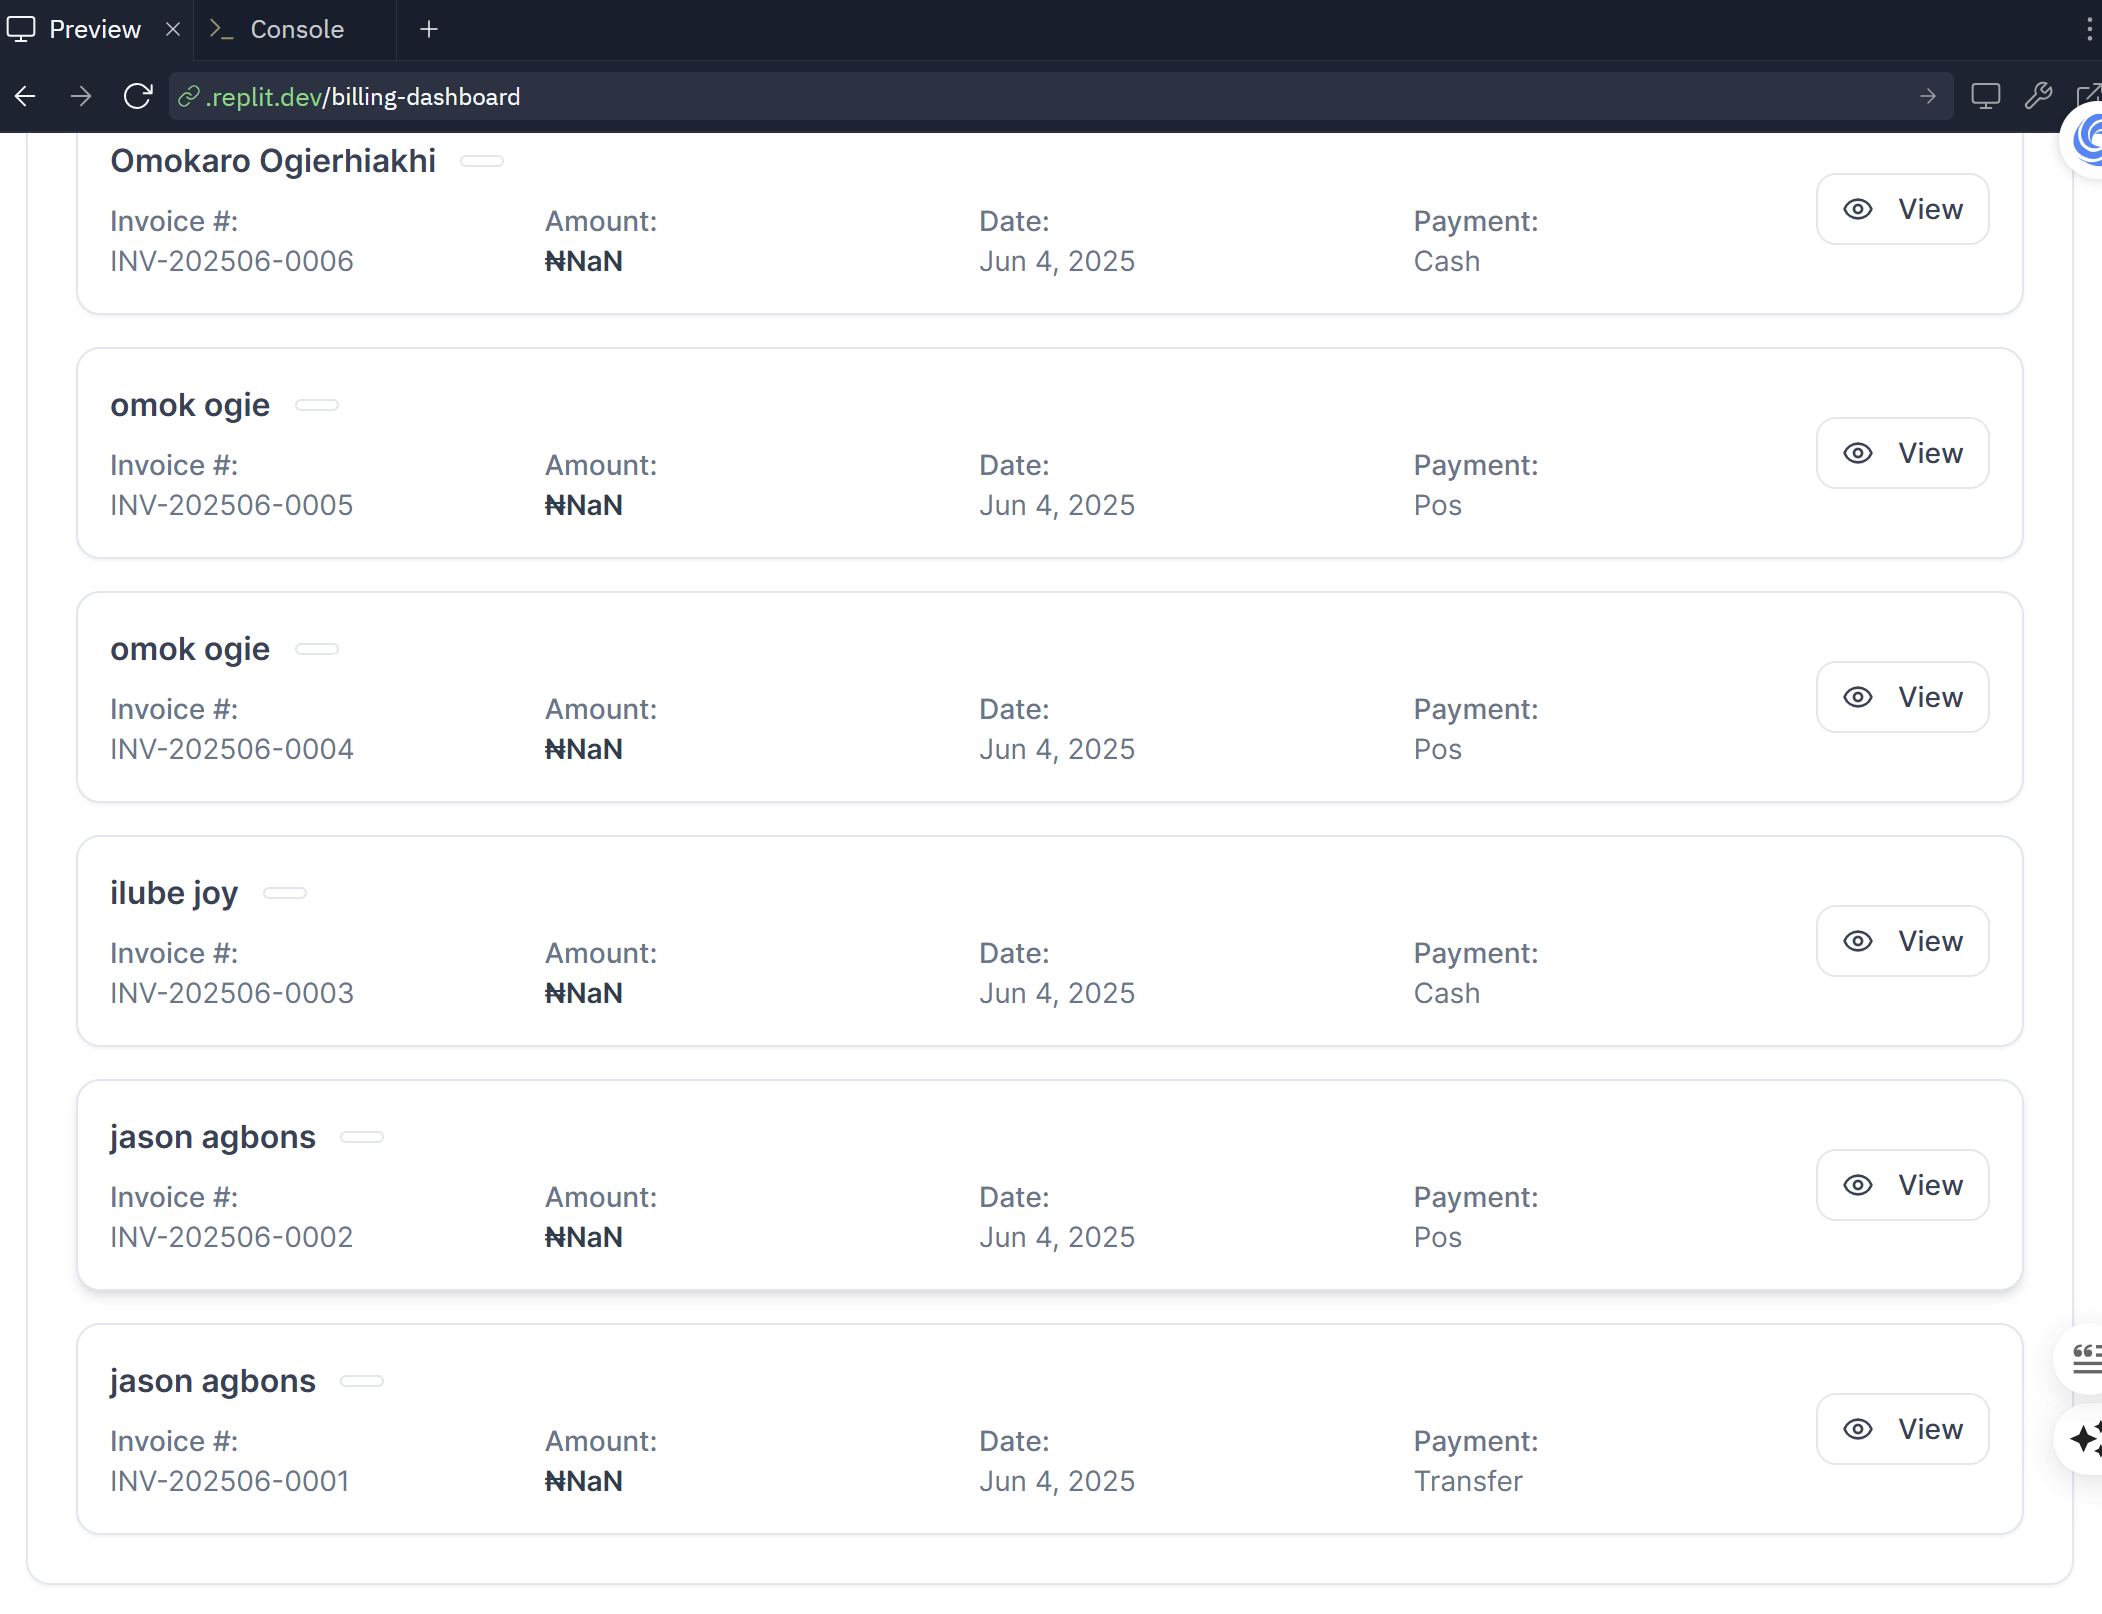 Preview
Console
.replit.dev/billing-dashboard
Omokaro Ogierhiakhi
Invoice #: Amount: Date: Payment: View
INV-202506-0006 ₦NaN Jun 4, 2025 Cash
omok ogie
Invoice #: Amount: Date: Payment: View
INV-202506-0005 ₦NaN Jun 4, 2025 Pos
omok ogie
Invoice #: Amount: Date: Payment: View
INV-202506-0004 ₦NaN Jun 4, 2025 Pos
ilube joy
Invoice #: Amount: Date: Payment: View
INV-202506-0003 ₦NaN Jun 4, 2025 Cash
jason agbons
Invoice #: Amount: Date: Payment: View
INV-202506-0002 ₦NaN Jun 4, 2025 Pos
jason agbons
Invoice #: Amount: Date: Payment: View
INV-202506-0001 ₦NaN Jun 4, 2025 Transfer